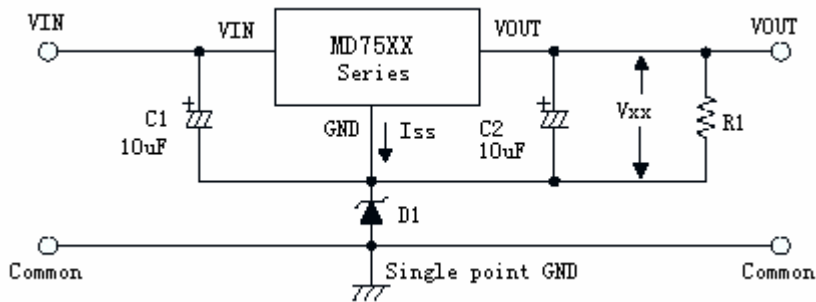 VIN
VIN
MD75XX
Series
VOUT
VOUT
C1
10uF
GND
Iss
C2
10uF
Vxx
R1
D1
Common
Single point GND
Common